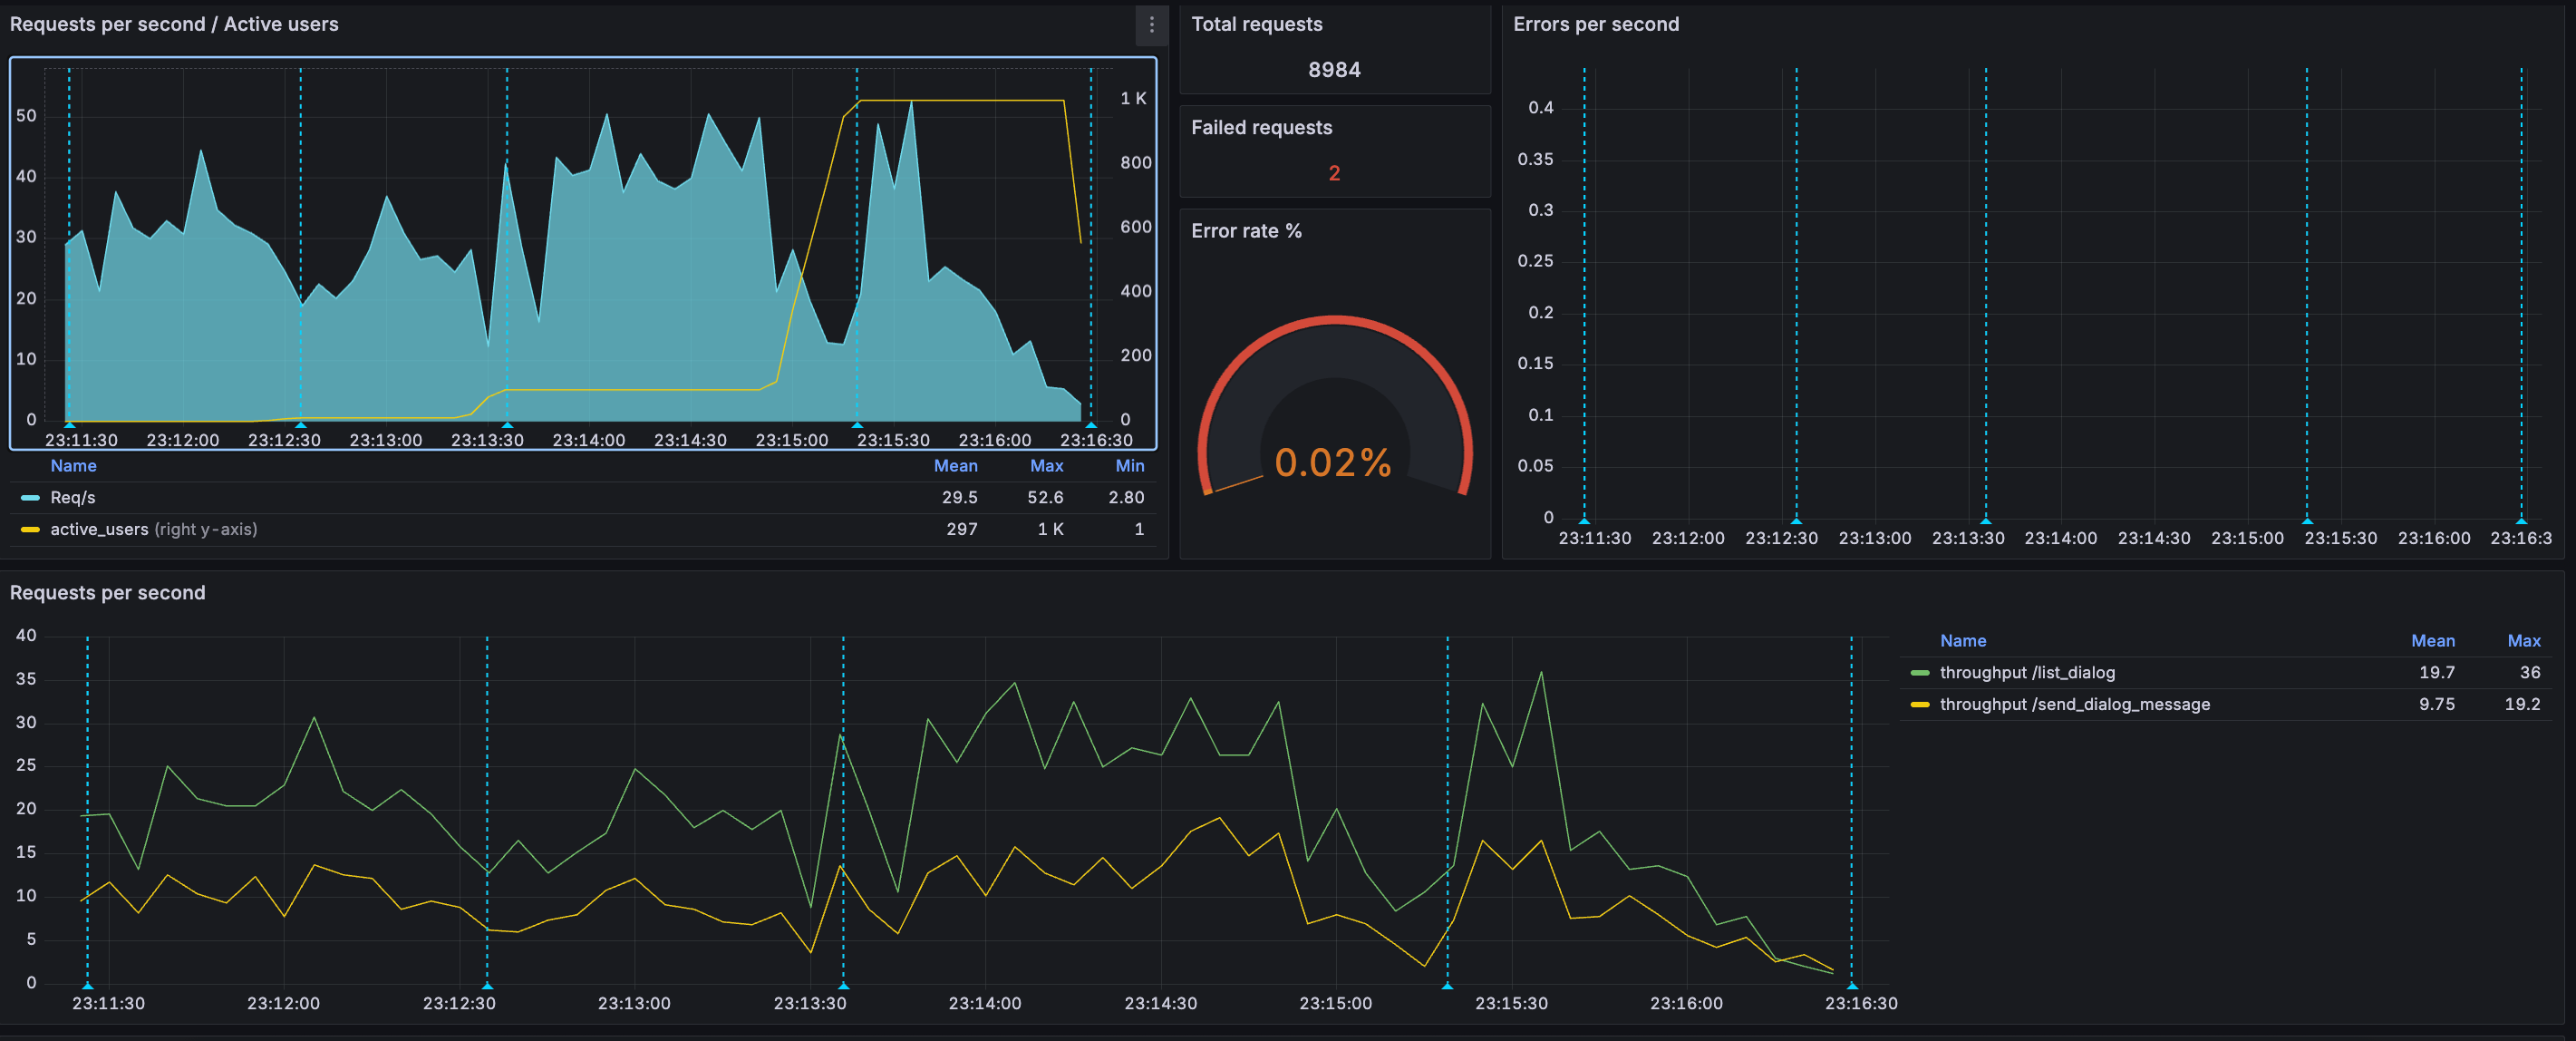 Requests per second / Active users
50
40
30
20
10
0
1 K
800
600
400
200
0
23:11:30 23:12:00 23:12:30 23:13:00 23:13:30 23:14:00 23:14:30 23:15:00 23:15:30 23:16:00 23:16:30
Name Mean Max Min
Req/s 29.5 52.6 2.80
active_users (right y-axis) 297 1 K 1
Total requests
8984
Failed requests
2
Error rate %
0.02%
Errors per second
0.4
0.35
0.3
0.25
0.2
0.15
0.1
0.05
0
23:11:30 23:12:00 23:12:30 23:13:00 23:13:30 23:14:00 23:14:30 23:15:00 23:15:30 23:16:00 23:16:3
Requests per second
40
35
30
25
20
15
10
5
0
23:11:30 23:12:00 23:12:30 23:13:00 23:13:30 23:14:00 23:14:30 23:15:00 23:15:30 23:16:00 23:16:30
Name Mean Max
throughput /list_dialog 19.7 36
throughput /send_dialog_message 9.75 19.2